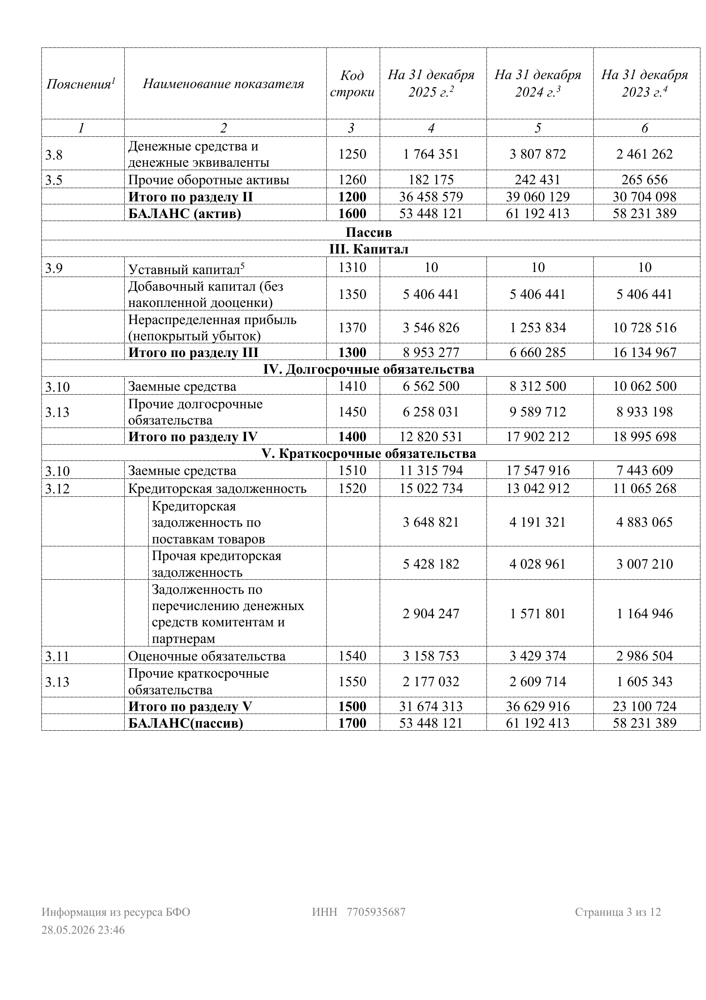 Пояснения1 Наименование показателя Код строки На 31 декабря 2025 г.2 На 31 декабря 2024 г.3 На 31 декабря 2023 г.4
1 2 3 4 5 6
3.8 Денежные средства и денежные эквиваленты 1250 1 764 351 3 807 872 2 461 262
3.5 Прочие оборотные активы 1260 182 175 242 431 265 656
Итого по разделу II 1200 36 458 579 39 060 129 30 704 098
БАЛАНС (актив) 1600 53 448 121 61 192 413 58 231 389
Пассив
III. Капитал
3.9 Уставный капитал5 1310 10 10 10
Добавочный капитал (без накопленной дооценки) 1350 5 406 441 5 406 441 5 406 441
Нераспределенная прибыль (непокрытый убыток) 1370 3 546 826 1 253 834 10 728 516
Итого по разделу III 1300 8 953 277 6 660 285 16 134 967
IV. Долгосрочные обязательства
3.10 Заемные средства 1410 6 562 500 8 312 500 10 062 500
3.13 Прочие долгосрочные обязательства 1450 6 258 031 9 589 712 8 933 198
Итого по разделу IV 1400 12 820 531 17 902 212 18 995 698
V. Краткосрочные обязательства
3.10 Заемные средства 1510 11 315 794 17 547 916 7 443 609
3.12 Кредиторская задолженность 1520 15 022 734 13 042 912 11 065 268
Кредиторская задолженность по поставкам товаров 3 648 821 4 191 321 4 883 065
Прочая кредиторская задолженность 5 428 182 4 028 961 3 007 210
Задолженность по перечислению денежных средств комитентам и партнерам 2 904 247 1 571 801 1 164 946
3.11 Оценочные обязательства 1540 3 158 753 3 429 374 2 986 504
3.13 Прочие краткосрочные обязательства 1550 2 177 032 2 609 714 1 605 343
Итого по разделу V 1500 31 674 313 36 629 916 23 100 724
БАЛАНС(пассив) 1700 53 448 121 61 192 413 58 231 389
Информация из ресурса БФО ИНН 7705935687 Страница 3 из 12
28.05.2026 23:46